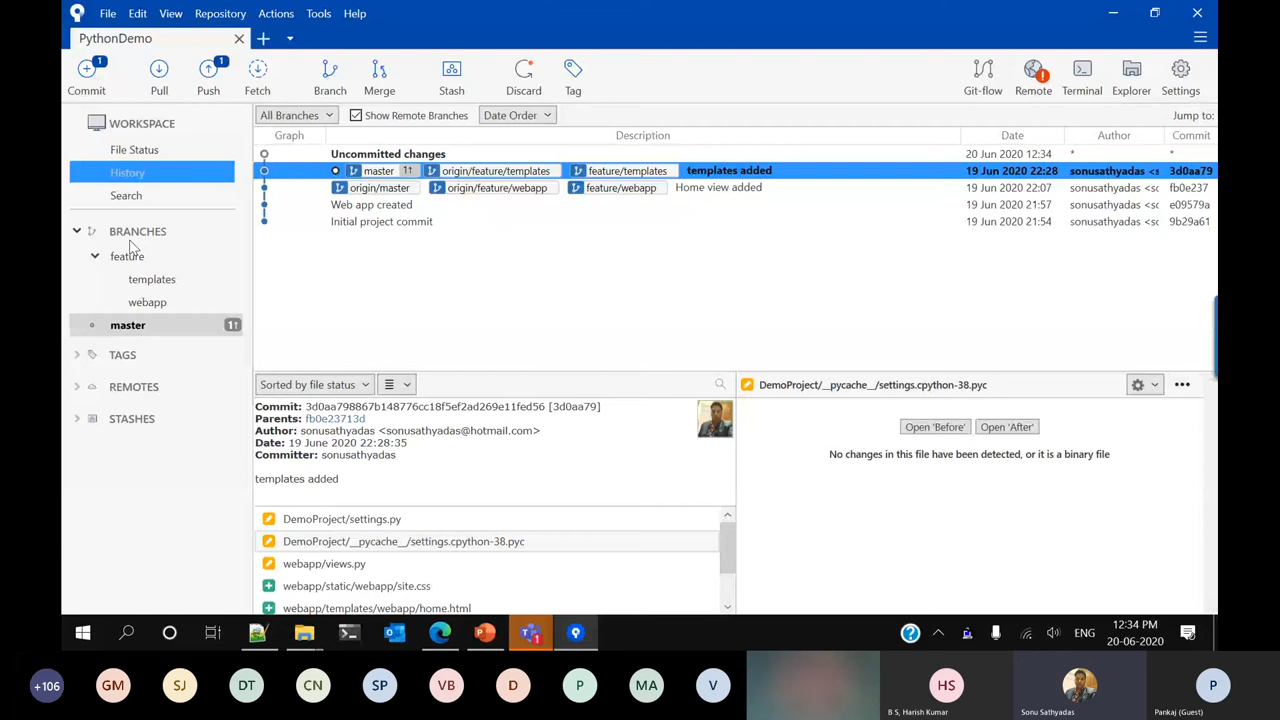 File Edit View Repository Actions Tools Help
PythonDemo
1 1
Commit Pull Push Fetch Branch Merge Stash Discard Tag Git-flow Remote Terminal Explorer Settings
All Branches Show Remote Branches Date Order Jump to:
Graph Description Date Author Commit
WORKSPACE
File Status
History
Search
BRANCHES
feature
templates
webapp
master 1↑
TAGS
REMOTES
STASHES
Uncommitted changes 20 Jun 2020 12:34 * *
master 1↑ origin/feature/templates feature/templates templates added 19 Jun 2020 22:28 sonusathyadas <s 3d0aa79
origin/master origin/feature/webapp feature/webapp Home view added 19 Jun 2020 22:07 sonusathyadas <sc fb0e237
Web app created 19 Jun 2020 21:57 sonusathyadas <sc e09579a
Initial project commit 19 Jun 2020 21:54 sonusathyadas <sc 9b29a61
Sorted by file status
Commit: 3d0aa798867b148776cc18f5ef2ad269e11fed56 [3d0aa79]
Parents: fb0e23713d
Author: sonusathyadas <sonusathyadas@hotmail.com>
Date: 19 June 2020 22:28:35
Committer: sonusathyadas
templates added
DemoProject/settings.py
DemoProject/__pycache__/settings.cpython-38.pyc
webapp/views.py
webapp/static/webapp/site.css
webapp/templates/webapp/home.html
DemoProject/__pycache__/settings.cpython-38.pyc
Open 'Before' Open 'After'
No changes in this file have been detected, or it is a binary file
1 ENG 12:34 PM
20-06-2020
+106 GM SJ DT CN SP VB D P MA V HS P
B S, Harish Kumar Sonu Sathyadas Pankaj (Guest)